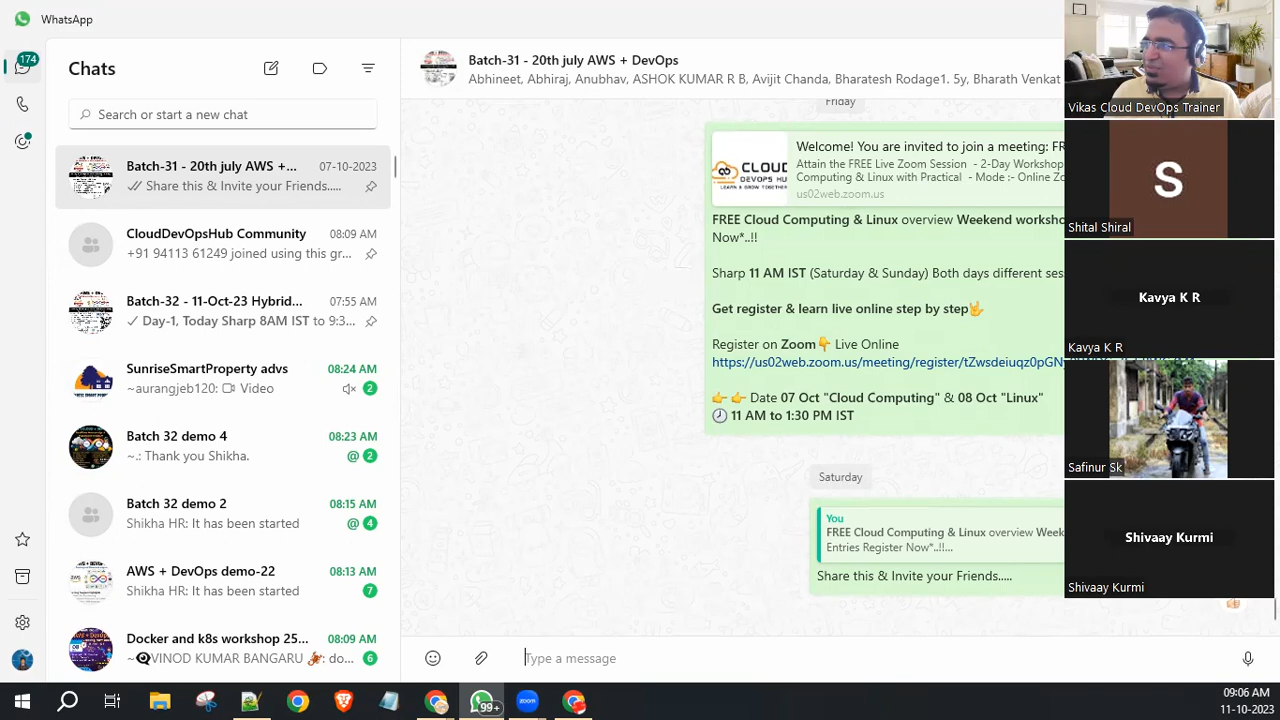 WhatsApp
174
Chats
Search or start a new chat
Batch-31 - 20th july AWS +... 07-10-2023
Share this & Invite your Friends.....
CloudDevOpsHub Community 08:09 AM
+91 94113 61249 joined using this gr...
Batch-32 - 11-Oct-23 Hybrid... 07:55 AM
Day-1, Today Sharp 8AM IST to 9:3...
SunriseSmartProperty advs 08:24 AM
~aurangjeb120: Video 2
Batch 32 demo 4 08:23 AM
~.: Thank you Shikha. @ 2
Batch 32 demo 2 08:15 AM
Shikha HR: It has been started @ 4
AWS + DevOps demo-22 08:13 AM
Shikha HR: It has been started 7
Docker and k8s workshop 25... 08:09 AM
~👁️VINOD KUMAR BANGARU 🐉: do... 6
Batch-31 - 20th july AWS + DevOps
Abhineet, Abhiraj, Anubhav, ASHOK KUMAR R B, Avijit Chanda, Bharatesh Rodage1. 5y, Bharath Venkat
Friday
CLOUD
DEVOPS HUB
LEARN & GROW TOGETHER
Welcome! You are invited to join a meeting: FR
Attain the FREE Live Zoom Session - 2-Day Workshop
Computing & Linux with Practical - Mode :- Online Zo
us02web.zoom.us
FREE Cloud Computing & Linux overview Weekend worksho
Now*..!!
Sharp 11 AM IST (Saturday & Sunday) Both days different ses
Get register & learn live online step by step🤟
Register on Zoom👇 Live Online
https://us02web.zoom.us/meeting/register/tZwsdeiuqz0pGN
👉 👉 Date 07 Oct "Cloud Computing" & 08 Oct "Linux"
🕗 11 AM to 1:30 PM IST
Saturday
You
FREE Cloud Computing & Linux overview Week
Entries Register Now*..!!...
Share this & Invite your Friends.....
👍
Type a message
Vikas Cloud DevOps Trainer
S
Shital Shiral
Kavya K R
Kavya K R
Safinur Sk
Shivaay Kurmi
Shivaay Kurmi
99+
zoom
09:06 AM
11-10-2023